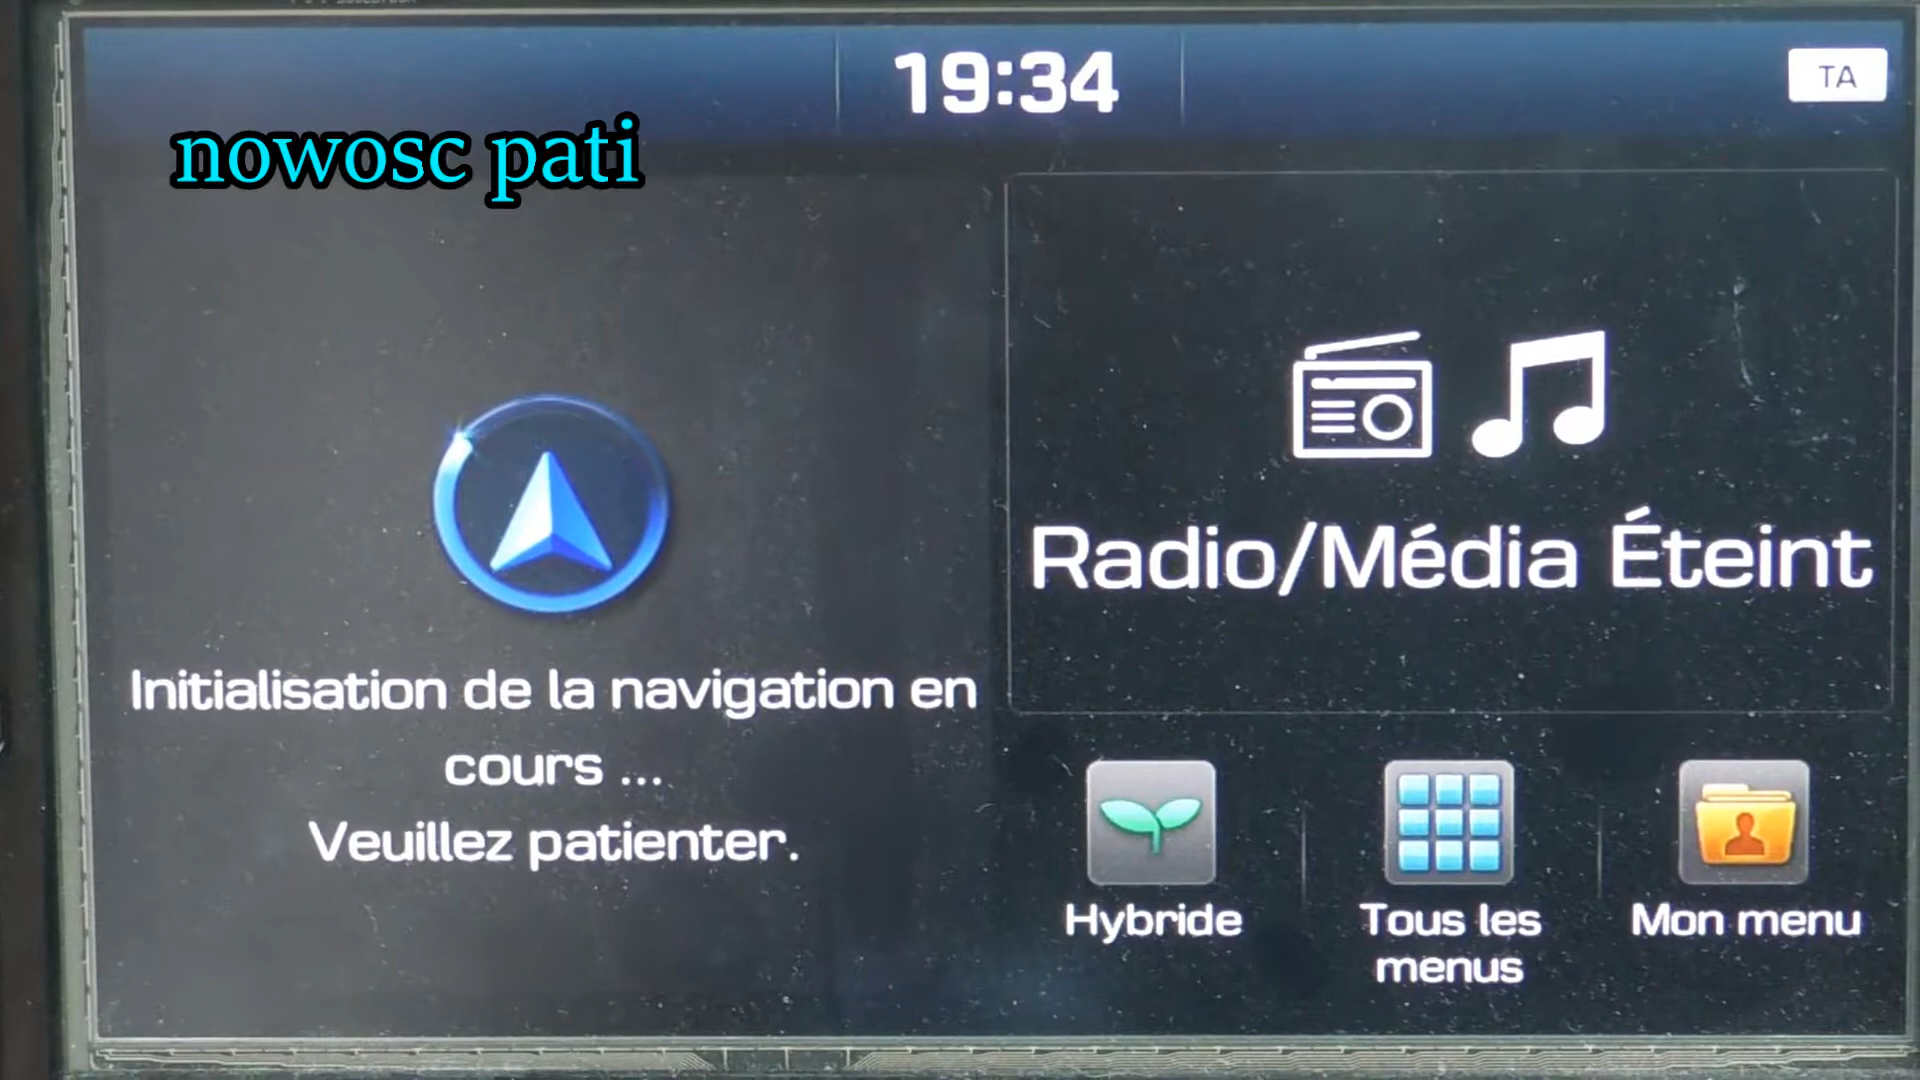 19:34
TA
nowosc pati
Radio/Média Éteint
Initialisation de la navigation en
cours ...
Veuillez patienter.
Hybride
Tous les
menus
Mon menu